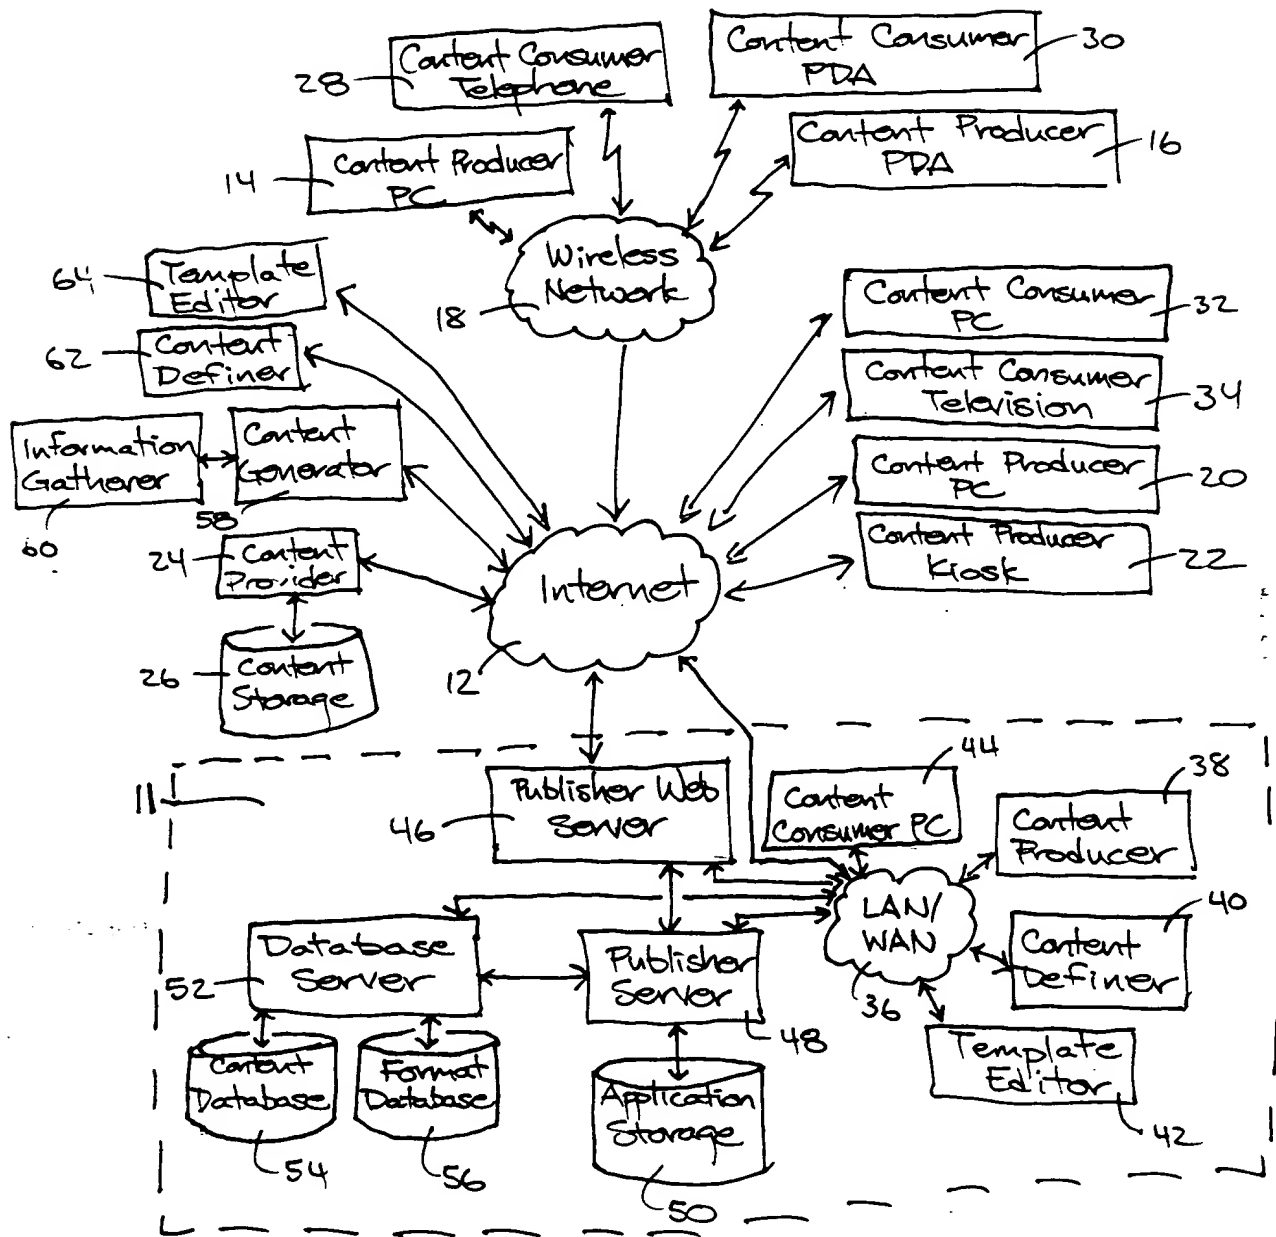 Content Consumer
Telephone
28
Content Consumer
PDA
30
Content Producer
PC
14
Content Producer
PDA
16
Wireless
Network
18
Template
Editor
64
Content
Definer
62
Information
Gatherer
60
Content
Generator
58
Content
Provider
24
Content
Storage
26
Content Consumer
PC
32
Content Consumer
Television
34
Content Producer
PC
20
Content Producer
Kiosk
22
Internet
12
11
Publisher Web
Server
46
Content
Consumer PC
44
Content
Producer
38
LAN/
WAN
36
Content
Definer
40
Template
Editor
42
Database
Server
52
Publisher
Server
48
Content
Database
54
Format
Database
56
Application
Storage
50